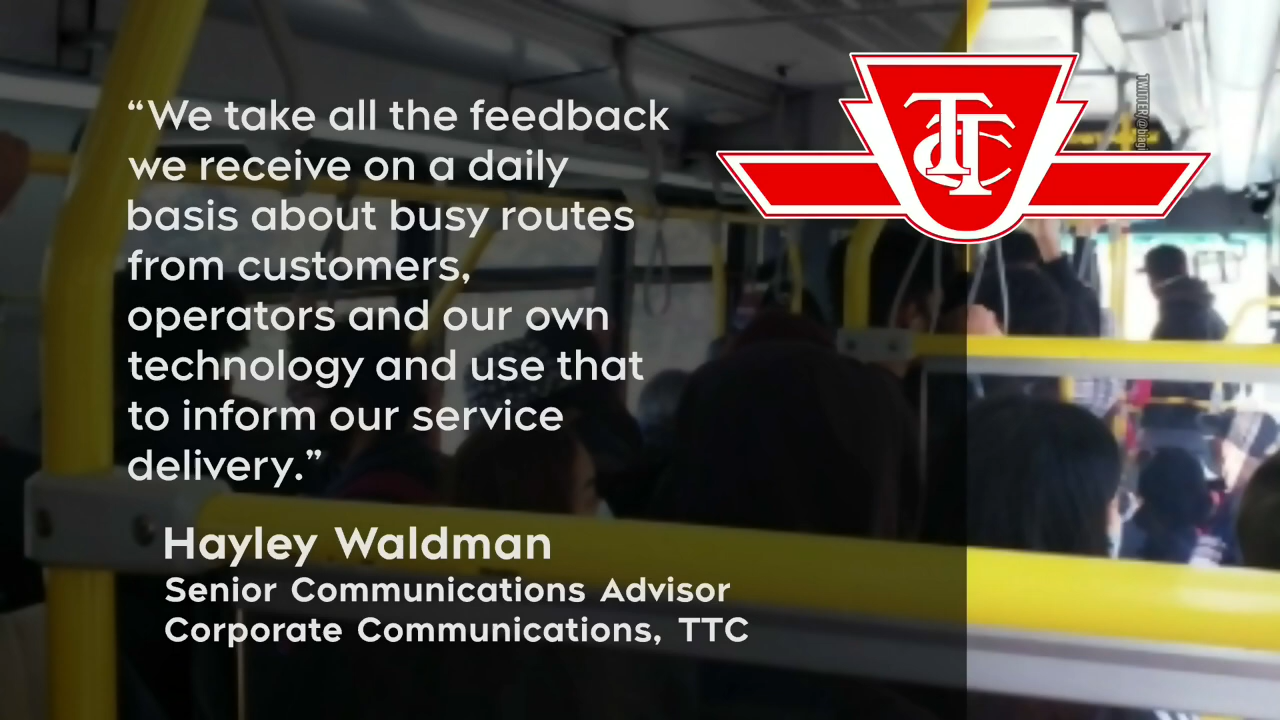 “We take all the feedback
we receive on a daily
basis about busy routes
from customers,
operators and our own
technology and use that
to inform our service
delivery.”
Hayley Waldman
Senior Communications Advisor
Corporate Communications, TTC
TTC